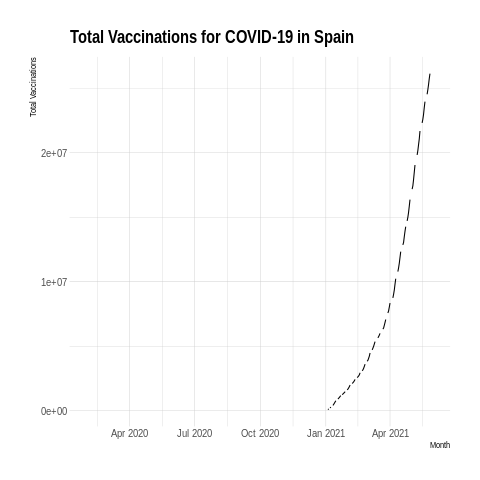 Total Vaccinations for COVID-19 in Spain
Total Vaccinations
2e+07
1e+07
0e+00
Apr 2020
Jul 2020
Oct 2020
Jan 2021
Apr 2021
Month